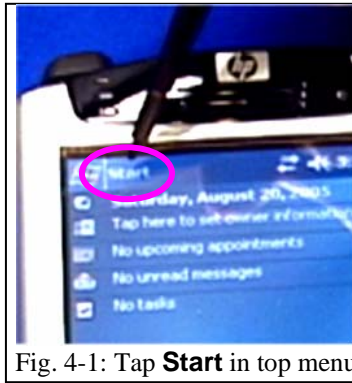 hp
Start
Saturday, August 20, 2005
Tap here to set owner information
No upcoming appointments
No unread messages
No tasks
Fig. 4-1: Tap Start in top menu